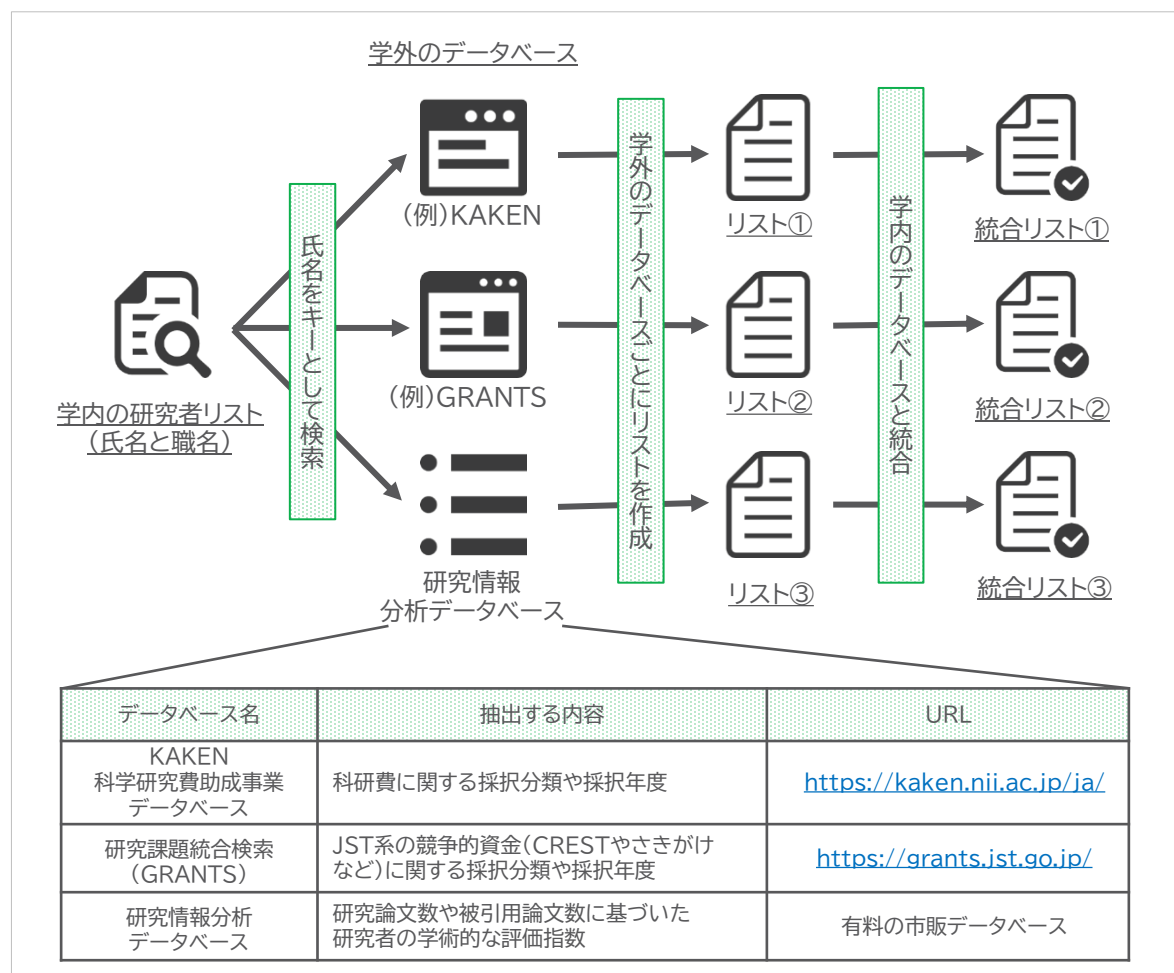 学外のデータベース
(例)KAKEN
(例)GRANTS
研究情報
分析データベース
学内の研究者リスト
(氏名と職名)
氏名をキーとして検索
学外のデータベースごとにリストを作成
リスト①
リスト②
リスト③
学内のデータベースと統合
統合リスト①
統合リスト②
統合リスト③
データベース名
抽出する内容
URL
KAKEN
科学研究費助成事業
データベース
科研費に関する採択分類や採択年度
https://kaken.nii.ac.jp/ja/
研究課題統合検索
(GRANTS)
JST系の競争的資金(CRESTやさきがけ
など)に関する採択分類や採択年度
https://grants.jst.go.jp/
研究情報分析
データベース
研究論文数や被引用論文数に基づいた
研究者の学術的な評価指数
有料の市販データベース